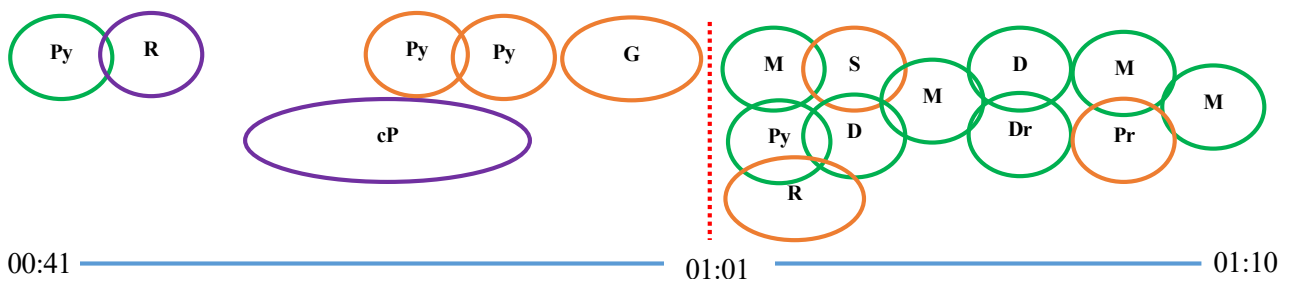 Py R Py Py G M S M D M M
cP Py D Dr Pr
R
00:41 01:01 01:10